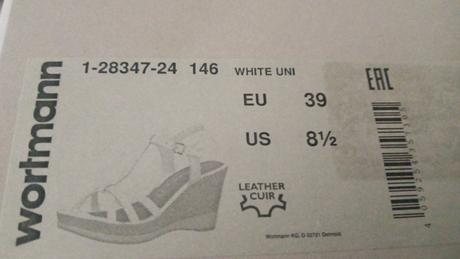 wortmann
1-28347-24 146 WHITE UNI
EAC
EU 39
US 8½
LEATHER
CUIR